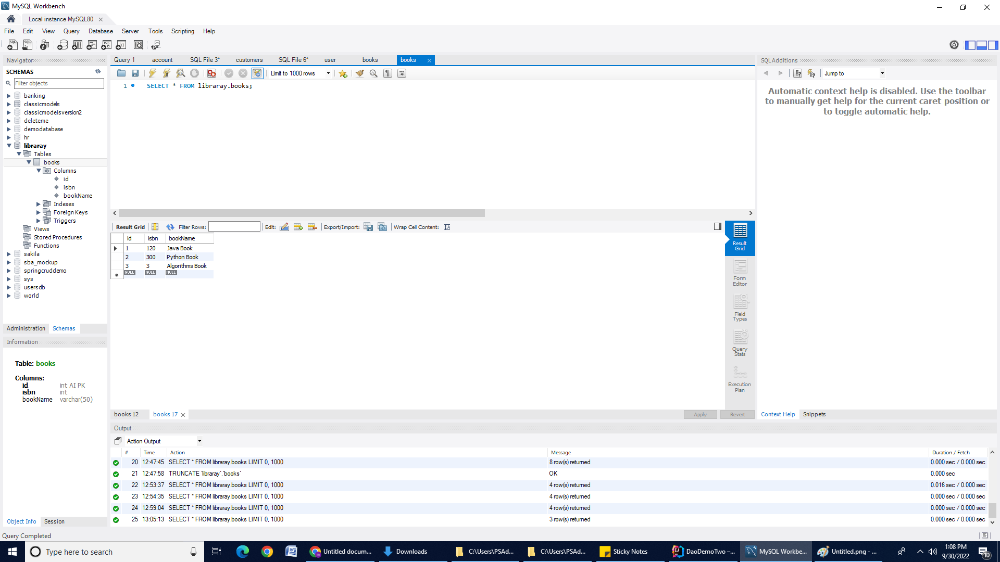 MySQL Workbench
Local instance MySQL80
File Edit View Query Database Server Tools Scripting Help
Navigator
SCHEMAS
Filter objects
banking
classicmodels
classicmodelsversion2
deleteme
demodatabase
hr
libraray
Tables
books
Columns
id
isbn
bookName
Indexes
Foreign Keys
Triggers
Views
Stored Procedures
Functions
sakila
sba_mockup
springcruddemo
sys
usersdb
world
Administration Schemas
Information
Table: books
Columns:
id int AI PK
isbn int
bookName varchar(50)
Object Info Session
Query 1 account SQL File 3* customers SQL File 6* user books books
Limit to 1000 rows
1 SELECT * FROM libraray.books;
Result Grid Filter Rows: Edit: Export/Import: Wrap Cell Content:
id isbn bookName
1 120 Java Book
2 300 Python Book
3 3 Algorithms Book
NULL NULL NULL
Result Grid
Form Editor
Field Types
Query Stats
Execution Plan
books 12 books 17 Apply Revert
SQLAdditions
Jump to
Automatic context help is disabled. Use the toolbar
to manually get help for the current caret position or
to toggle automatic help.
Context Help Snippets
Output
Action Output
# Time Action Message Duration / Fetch
20 12:47:45 SELECT * FROM libraray.books LIMIT 0, 1000 8 row(s) returned 0.000 sec / 0.000 sec
21 12:47:58 TRUNCATE `libraray`.`books` OK 0.000 sec
22 12:53:37 SELECT * FROM libraray.books LIMIT 0, 1000 4 row(s) returned 0.016 sec / 0.000 sec
23 12:54:35 SELECT * FROM libraray.books LIMIT 0, 1000 4 row(s) returned 0.000 sec / 0.000 sec
24 12:59:04 SELECT * FROM libraray.books LIMIT 0, 1000 4 row(s) returned 0.000 sec / 0.000 sec
25 13:05:13 SELECT * FROM libraray.books LIMIT 0, 1000 3 row(s) returned 0.000 sec / 0.000 sec
Query Completed
Type here to search
Untitled docum...
Downloads
C:\Users\PSAd...
C:\Users\PSAd...
Sticky Notes
DaoDemoTwo –...
MySQL Workbe...
Untitled.png - ...
1:08 PM
9/30/2022
10